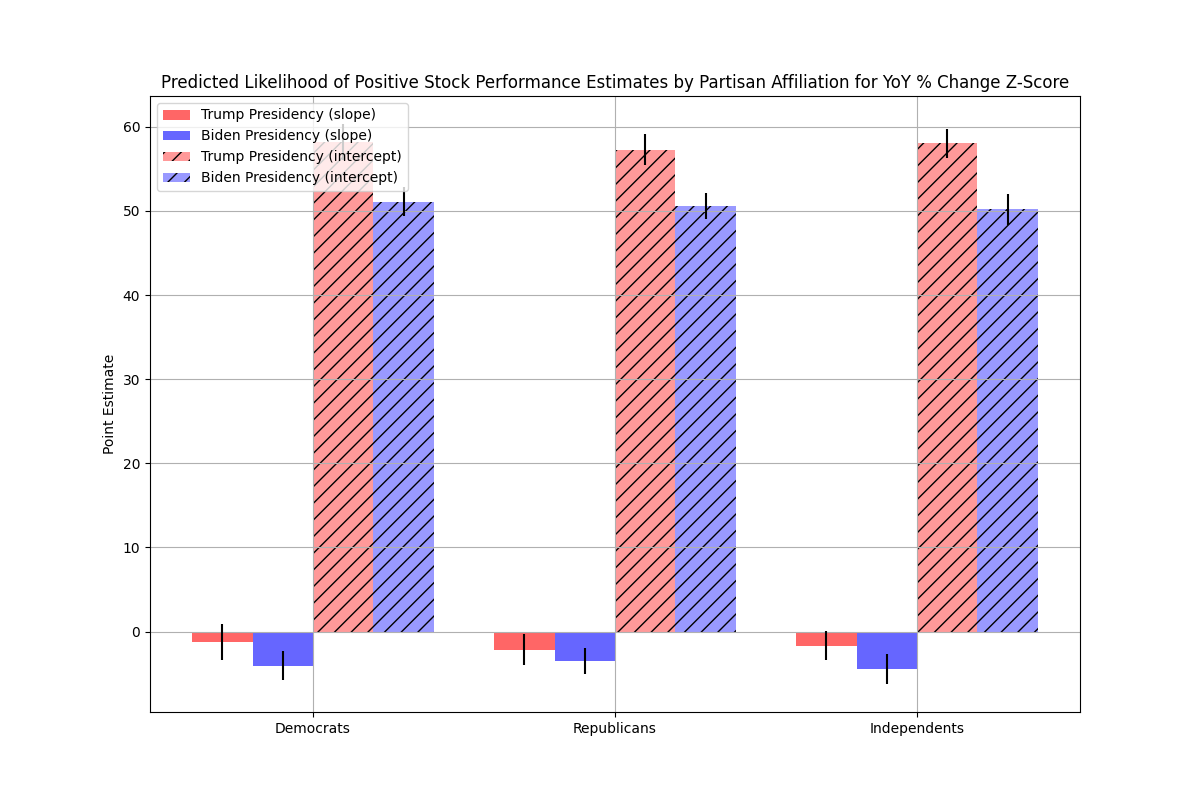 Predicted Likelihood of Positive Stock Performance Estimates by Partisan Affiliation for YoY % Change Z-Score
Trump Presidency (slope)
Biden Presidency (slope)
Trump Presidency (intercept)
Biden Presidency (intercept)
60
50
40
30
20
10
0
Point Estimate
Democrats
Republicans
Independents